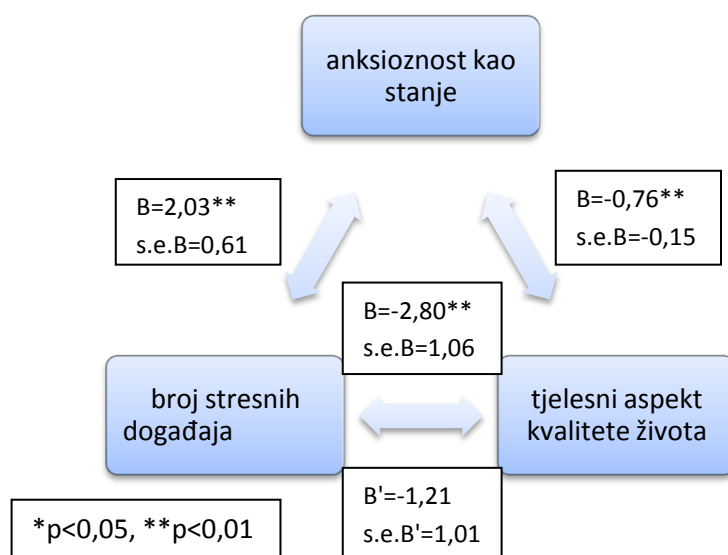 anksioznost kao
stanje
B=2,03**
s.e.B=0,61
B=-0,76**
s.e.B=-0,15
B=-2,80**
s.e.B=1,06
broj stresnih
događaja
tjelesni aspekt
kvalitete života
B'=-1,21
s.e.B'=1,01
*p<0,05, **p<0,01